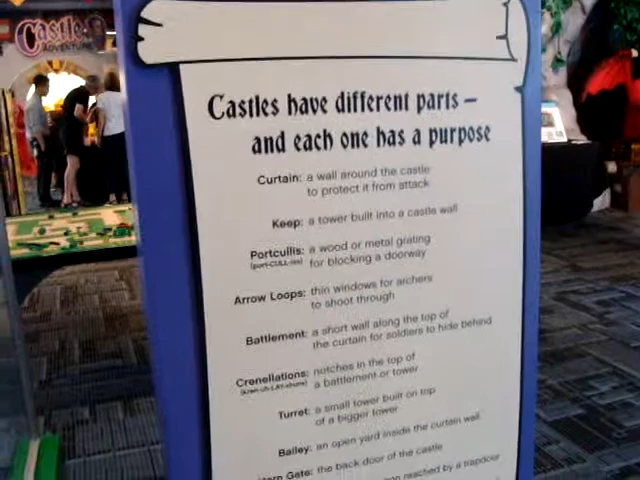 Castle
ADVENTURE
Castles have different parts –
and each one has a purpose
Curtain: a wall around the castle
to protect it from attack
Keep: a tower built into a castle wall
Portcullis: a wood or metal grating
(port-CULL-iss) for blocking a doorway
Arrow Loops: thin windows for archers
to shoot through
Battlement: a short wall along the top of
the curtain for soldiers to hide behind
Crenellations: notches in the top of
a battlement or tower
Turret: a small tower built on top
of a bigger tower
Bailey: an open yard inside the curtain wall
Gate: the back door of the castle
reached by a trapdoor